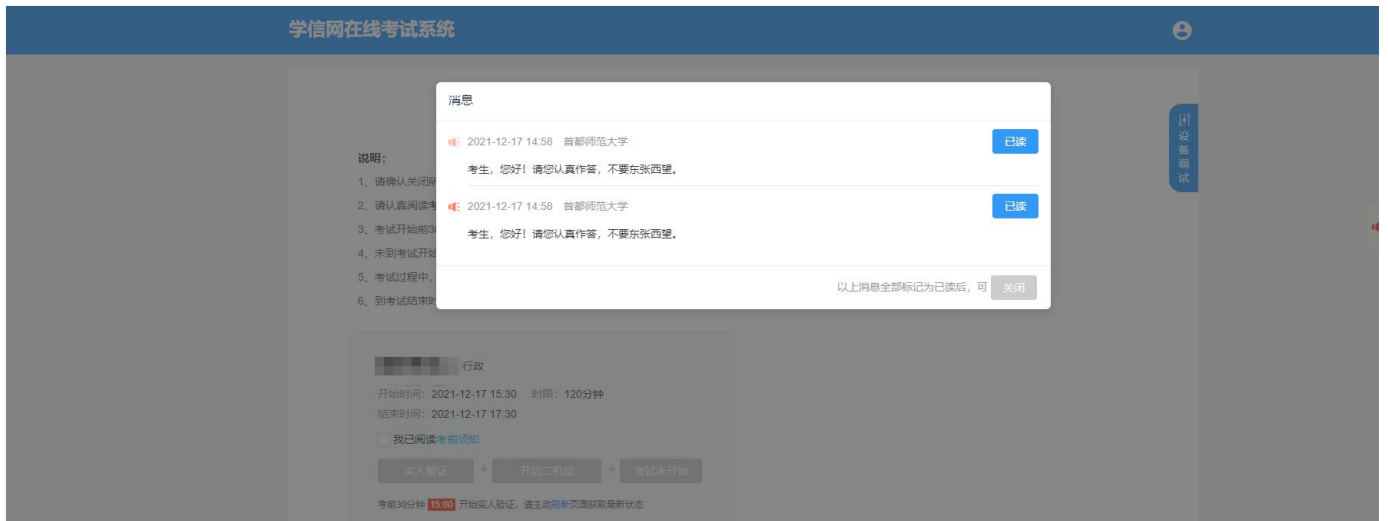 学信网在线考试系统
消息
2021-12-17 14:58 首都师范大学
已读
考生，您好！请您认真作答，不要东张西望。
2021-12-17 14:58 首都师范大学
已读
考生，您好！请您认真作答，不要东张西望。
以上消息全部标记为已读后，可 关闭
设备调试
说明：
1、请确认关闭所
2、请认真阅读考
3、考试开始前3
4、未到考试开始
5、考试过程中，
6、到考试结束时
行政
开始时间：2021-12-17 15:30 时限：120分钟
结束时间：2021-12-17 17:30
我已阅读考前须知
实人验证 → 开启二机位 → 考试未开始
考前30分钟 15:00 开始实人验证，请主动刷新页面获取最新状态